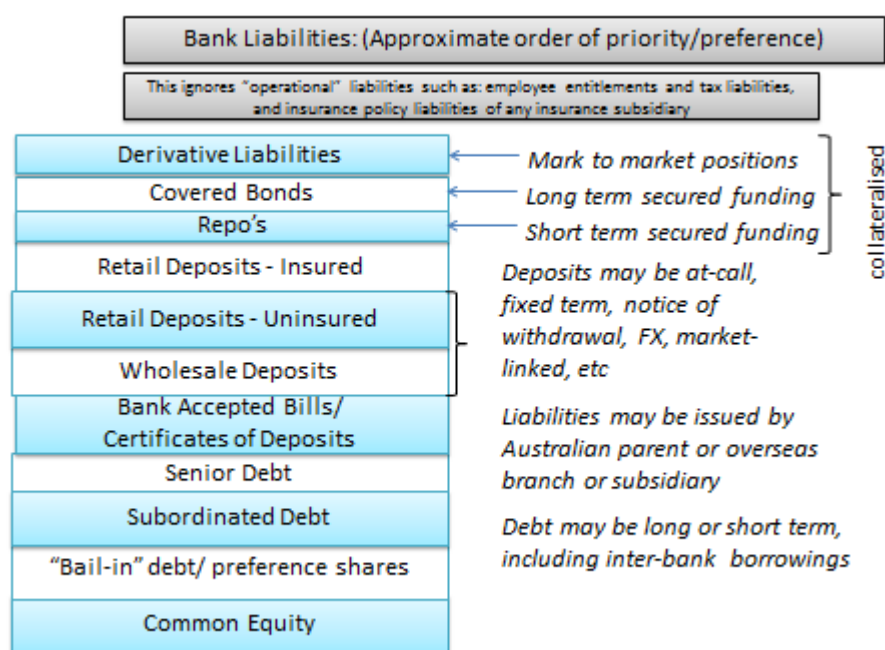 Bank Liabilities: (Approximate order of priority/preference)
This ignores "operational" liabilities such as: employee entitlements and tax liabilities,
and insurance policy liabilities of any insurance subsidiary
Derivative Liabilities
Mark to market positions
Covered Bonds
Long term secured funding
Repo's
Short term secured funding
collateralised
Retail Deposits - Insured
Retail Deposits - Uninsured
Wholesale Deposits
Deposits may be at-call,
fixed term, notice of
withdrawal, FX, market-
linked, etc
Bank Accepted Bills/
Certificates of Deposits
Senior Debt
Liabilities may be issued by
Australian parent or overseas
branch or subsidiary
Subordinated Debt
"Bail-in" debt/ preference shares
Debt may be long or short term,
including inter-bank borrowings
Common Equity